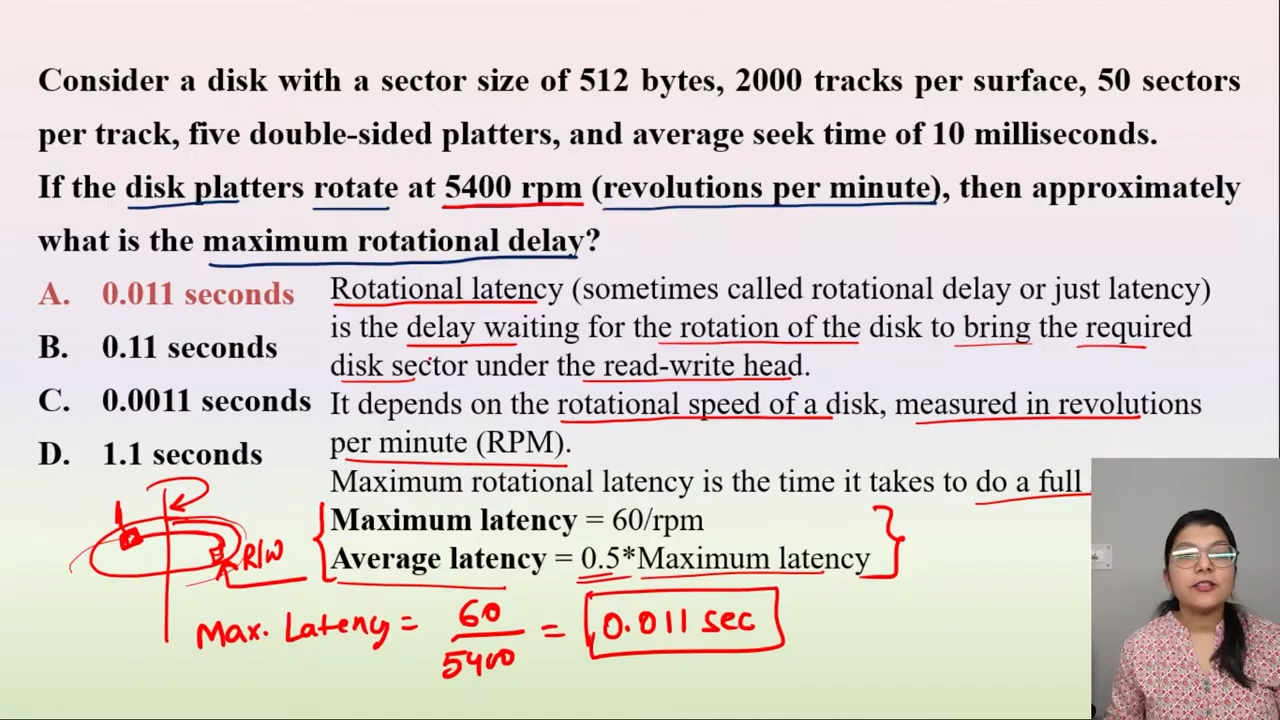 Consider a disk with a sector size of 512 bytes, 2000 tracks per surface, 50 sectors
per track, five double-sided platters, and average seek time of 10 milliseconds.
If the disk platters rotate at 5400 rpm (revolutions per minute), then approximately
what is the maximum rotational delay?
A. 0.011 seconds
B. 0.11 seconds
C. 0.0011 seconds
D. 1.1 seconds
Rotational latency (sometimes called rotational delay or just latency)
is the delay waiting for the rotation of the disk to bring the required
disk sector under the read-write head.
It depends on the rotational speed of a disk, measured in revolutions
per minute (RPM).
Maximum rotational latency is the time it takes to do a full
Maximum latency = 60/rpm
Average latency = 0.5*Maximum latency
R/W
Max. Latency = 60/5400 = 0.011 sec